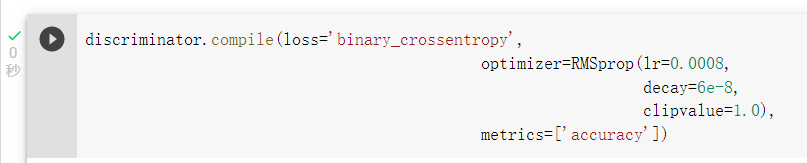 discriminator.compile(loss='binary_crossentropy',
0
optimizer=RMSprop(lr=0.0008,
秒
decay=6e-8,
clipvalue=1.0),
metrics=['accuracy'])